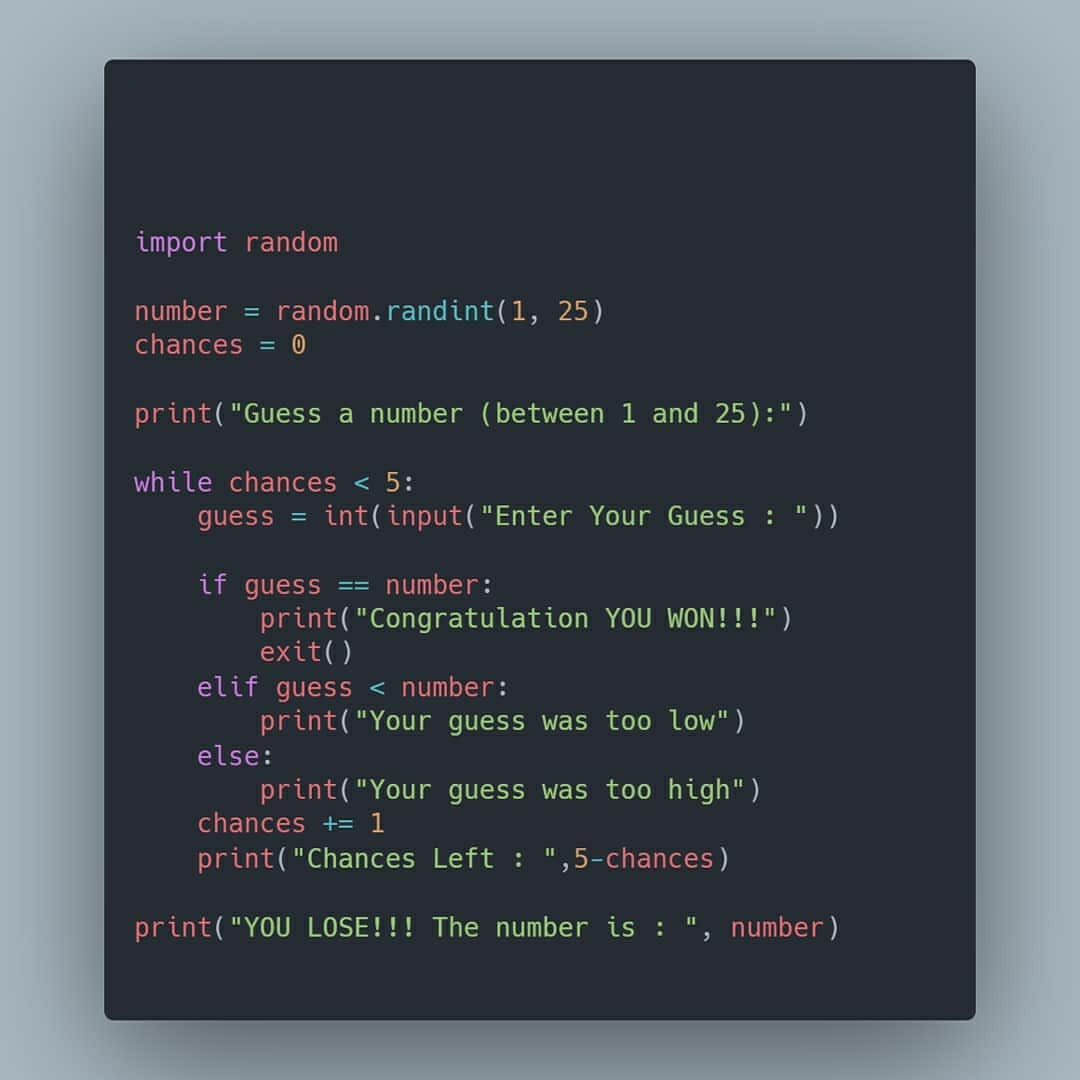 import random
number = random.randint(1, 25)
chances = 0
print("Guess a number (between 1 and 25):")
while chances < 5:
    guess = int(input("Enter Your Guess : "))
    if guess == number:
        print("Congratulation YOU WON!!!")
        exit()
    elif guess < number:
        print("Your guess was too low")
    else:
        print("Your guess was too high")
    chances += 1
    print("Chances Left : ",5-chances)
print("YOU LOSE!!! The number is : ", number)